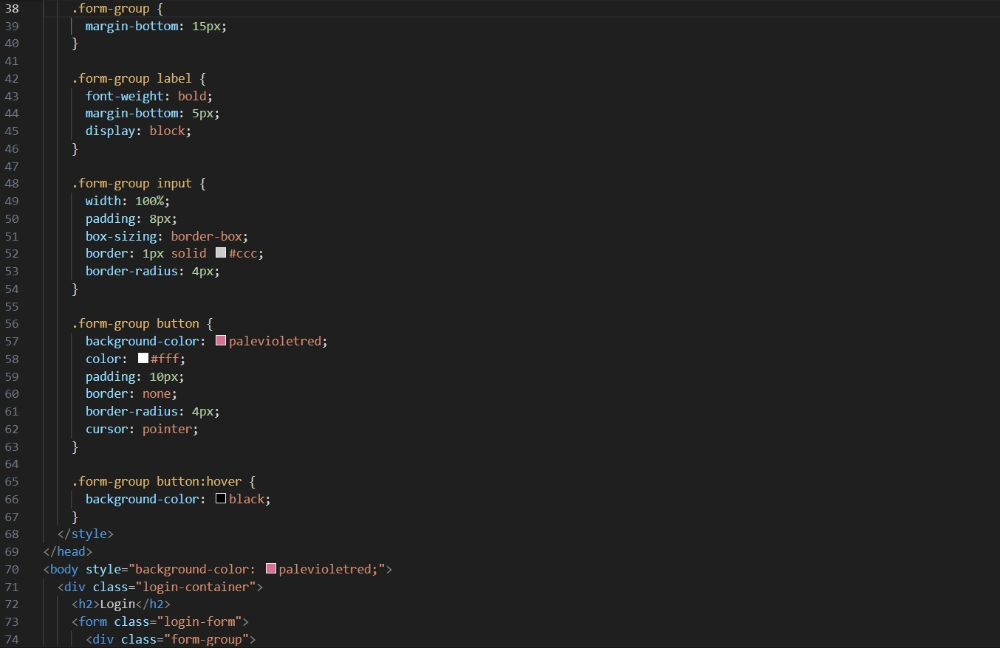 38 .form-group {
39 margin-bottom: 15px;
40 }
41
42 .form-group label {
43 font-weight: bold;
44 margin-bottom: 5px;
45 display: block;
46 }
47
48 .form-group input {
49 width: 100%;
50 padding: 8px;
51 box-sizing: border-box;
52 border: 1px solid #ccc;
53 border-radius: 4px;
54 }
55
56 .form-group button {
57 background-color: palevioletred;
58 color: #fff;
59 padding: 10px;
60 border: none;
61 border-radius: 4px;
62 cursor: pointer;
63 }
64
65 .form-group button:hover {
66 background-color: black;
67 }
68 </style>
69 </head>
70 <body style="background-color: palevioletred;">
71 <div class="login-container">
72 <h2>Login</h2>
73 <form class="login-form">
74 <div class="form-group">